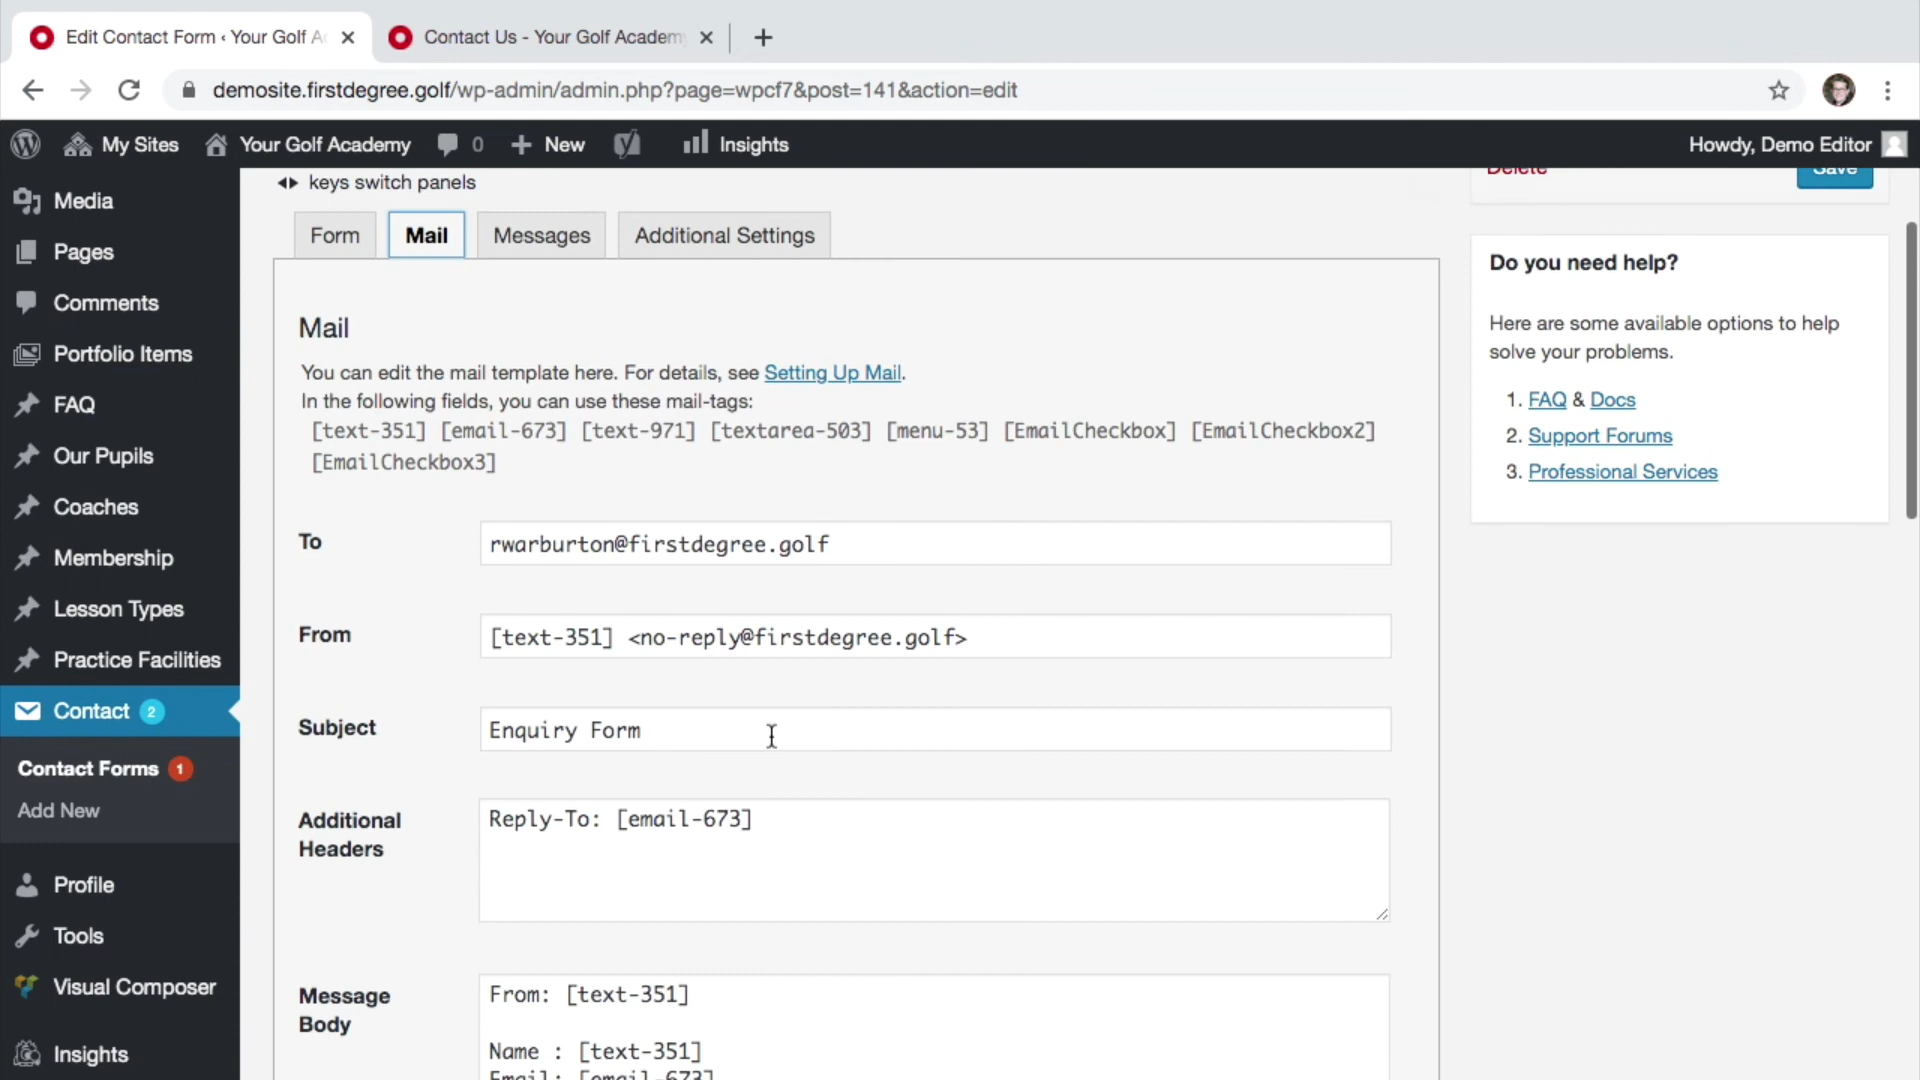 Edit Contact Form ‹ Your Golf A
Contact Us - Your Golf Academ
demosite.firstdegree.golf/wp-admin/admin.php?page=wpcf7&post=141&action=edit
My Sites
Your Golf Academy
0
New
Insights
Howdy, Demo Editor
Media
Pages
Comments
Portfolio Items
FAQ
Our Pupils
Coaches
Membership
Lesson Types
Practice Facilities
Contact 2
Contact Forms 1
Add New
Profile
Tools
Visual Composer
Insights
keys switch panels
Form
Mail
Messages
Additional Settings
Mail
You can edit the mail template here. For details, see Setting Up Mail.
In the following fields, you can use these mail-tags:
[text-351] [email-673] [text-971] [textarea-503] [menu-53] [EmailCheckbox] [EmailCheckbox2]
[EmailCheckbox3]
To
rwarburton@firstdegree.golf
From
[text-351] <no-reply@firstdegree.golf>
Subject
Enquiry Form
Additional
Headers
Reply-To: [email-673]
Message
Body
From: [text-351]
Name : [text-351]
Email: [email-673]
Delete
Save
Do you need help?
Here are some available options to help
solve your problems.
1. FAQ & Docs
2. Support Forums
3. Professional Services